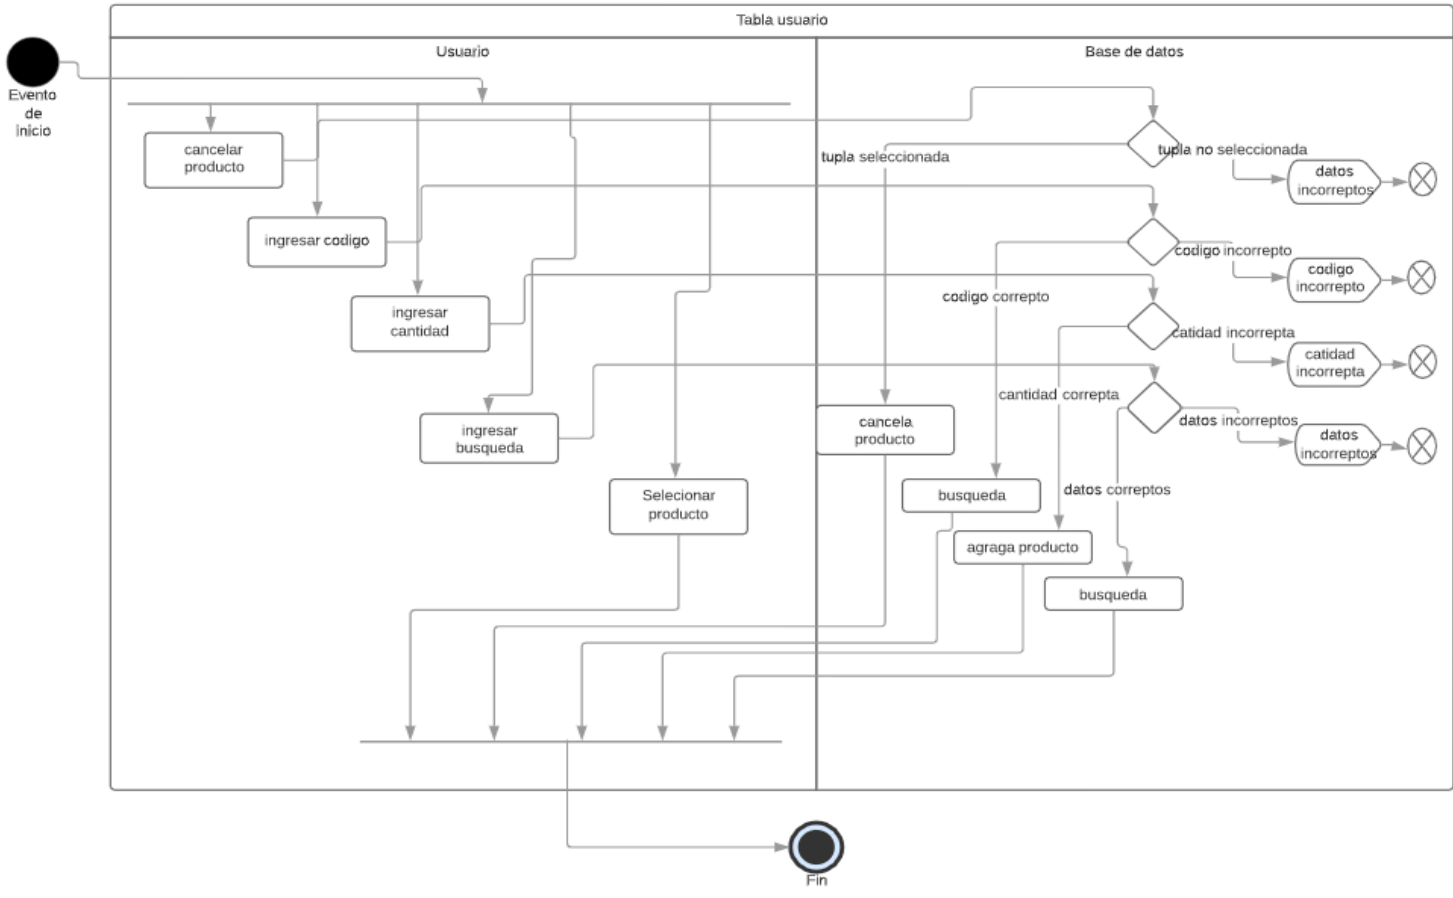 Tabla usuario
Usuario
Base de datos
Evento
de
inicio
cancelar
producto
tupla seleccionada
tupla no seleccionada
datos
incorreptos
ingresar codigo
codigo incorrepto
codigo
incorrepto
codigo correpto
ingresar
cantidad
catidad incorrepta
catidad
incorrepta
cantidad correpta
ingresar
busqueda
cancela
producto
datos incorreptos
datos
incorreptos
Selecionar
producto
busqueda
datos correptos
agraga producto
busqueda
Fin